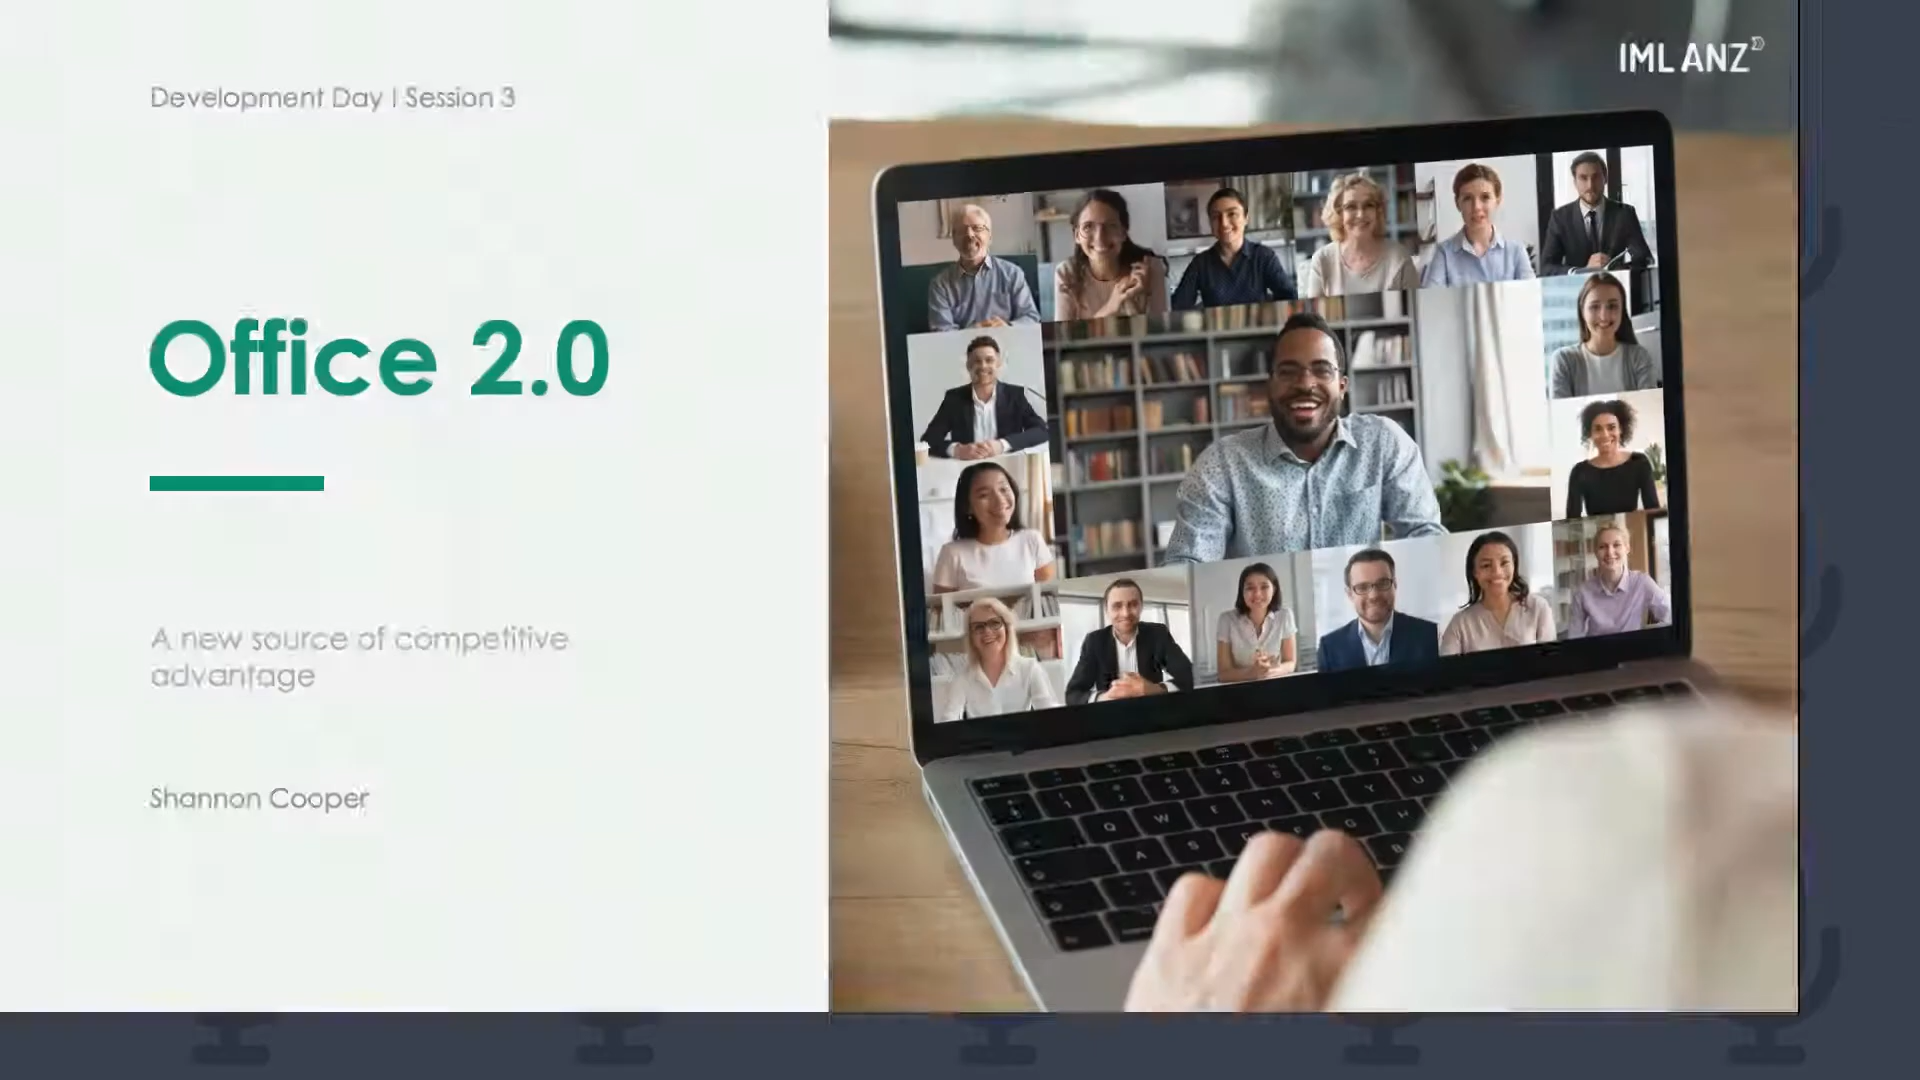 Development Day | Session 3
IML ANZ
Office 2.0
A new source of competitive
advantage
Shannon Cooper